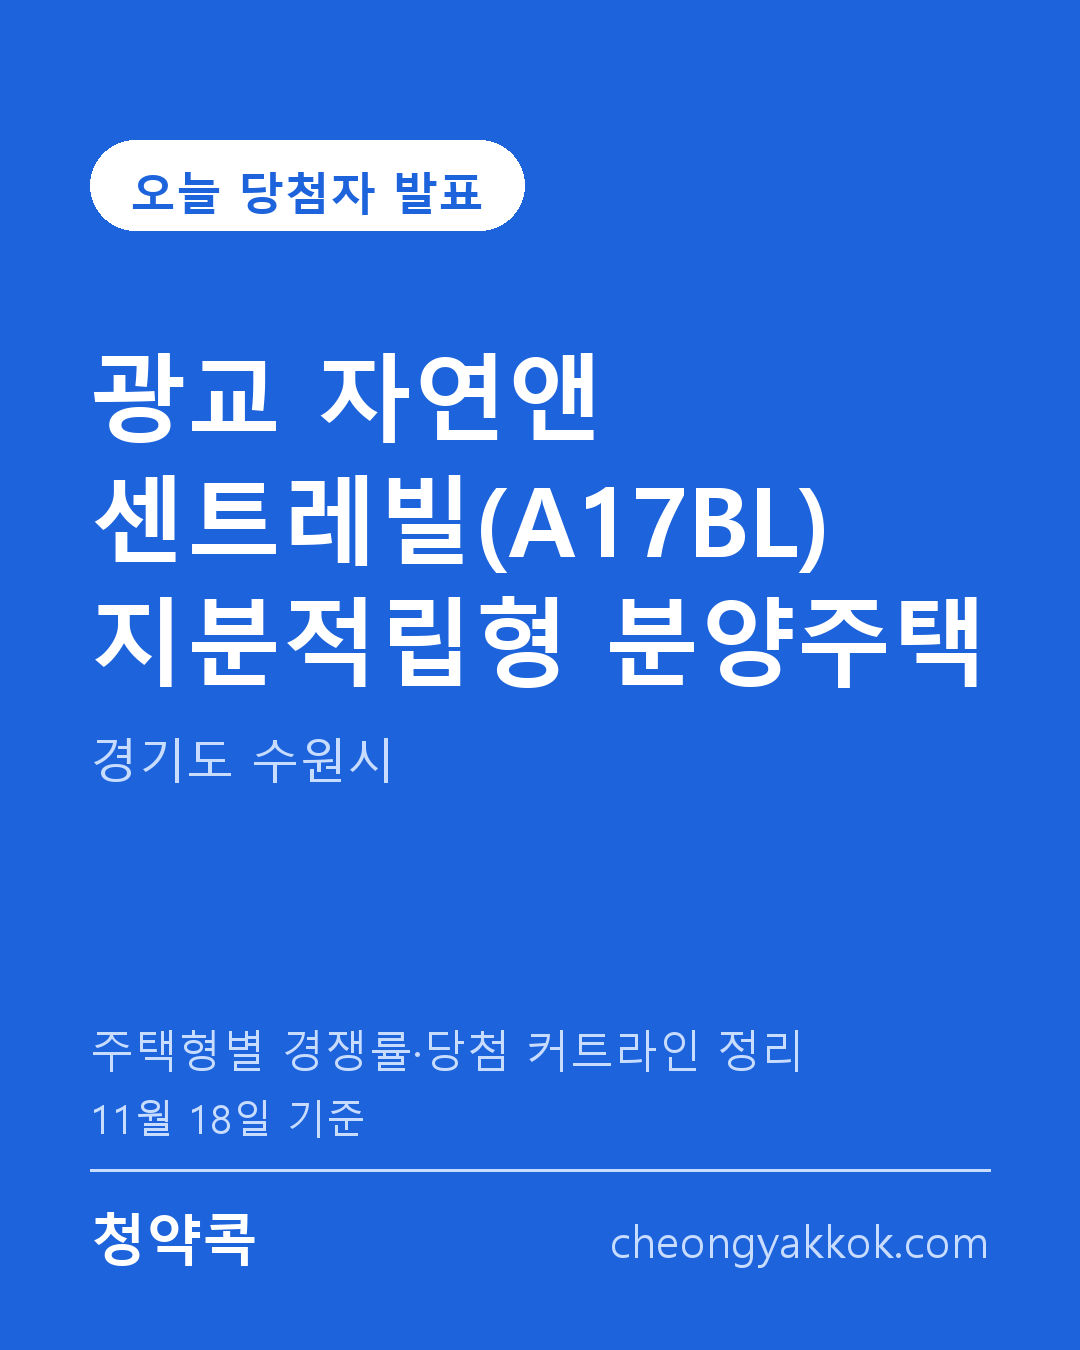 오늘 당첨자 발표
광교 자연앤
센트레빌(A17BL)
지분적립형 분양주택
경기도 수원시
주택형별 경쟁률·당첨 커트라인 정리
11월 18일 기준
청약콕
cheongyakkok.com